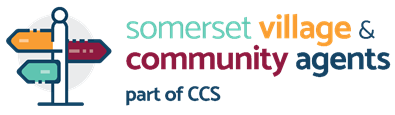 somerset village &
community agents
part of CCS